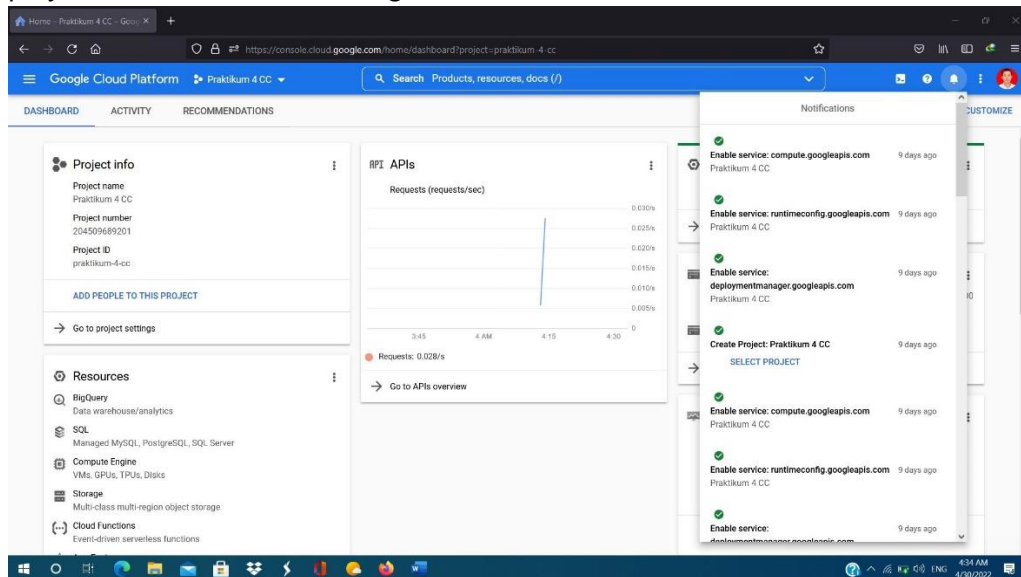 Home – Praktikum 4 CC – Goog
https://console.cloud.google.com/home/dashboard?project=praktikum-4-cc
Google Cloud Platform
Praktikum 4 CC
Search Products, resources, docs (/)
DASHBOARD
ACTIVITY
RECOMMENDATIONS
CUSTOMIZE
Project info
Project name
Praktikum 4 CC
Project number
204509689201
Project ID
praktikum-4-cc
ADD PEOPLE TO THIS PROJECT
Go to project settings
Resources
BigQuery
Data warehouse/analytics
SQL
Managed MySQL, PostgreSQL, SQL Server
Compute Engine
VMs, GPUs, TPUs, Disks
Storage
Multi-class multi-region object storage
Cloud Functions
Event-driven serverless functions
API APIs
Requests (requests/sec)
0.030/s
0.025/s
0.020/s
0.015/s
0.010/s
0.005/s
0
3:45
4 AM
4:15
4:30
Requests: 0.028/s
Go to APIs overview
Notifications
Enable service: compute.googleapis.com 9 days ago
Praktikum 4 CC
Enable service: runtimeconfig.googleapis.com 9 days ago
Praktikum 4 CC
Enable service: 9 days ago
deploymentmanager.googleapis.com
Praktikum 4 CC
Create Project: Praktikum 4 CC 9 days ago
SELECT PROJECT
Enable service: compute.googleapis.com 9 days ago
Praktikum 4 CC
Enable service: runtimeconfig.googleapis.com 9 days ago
Praktikum 4 CC
Enable service: 9 days ago
deploymentmanager.googleapis.com
ENG
4:34 AM
4/30/2022